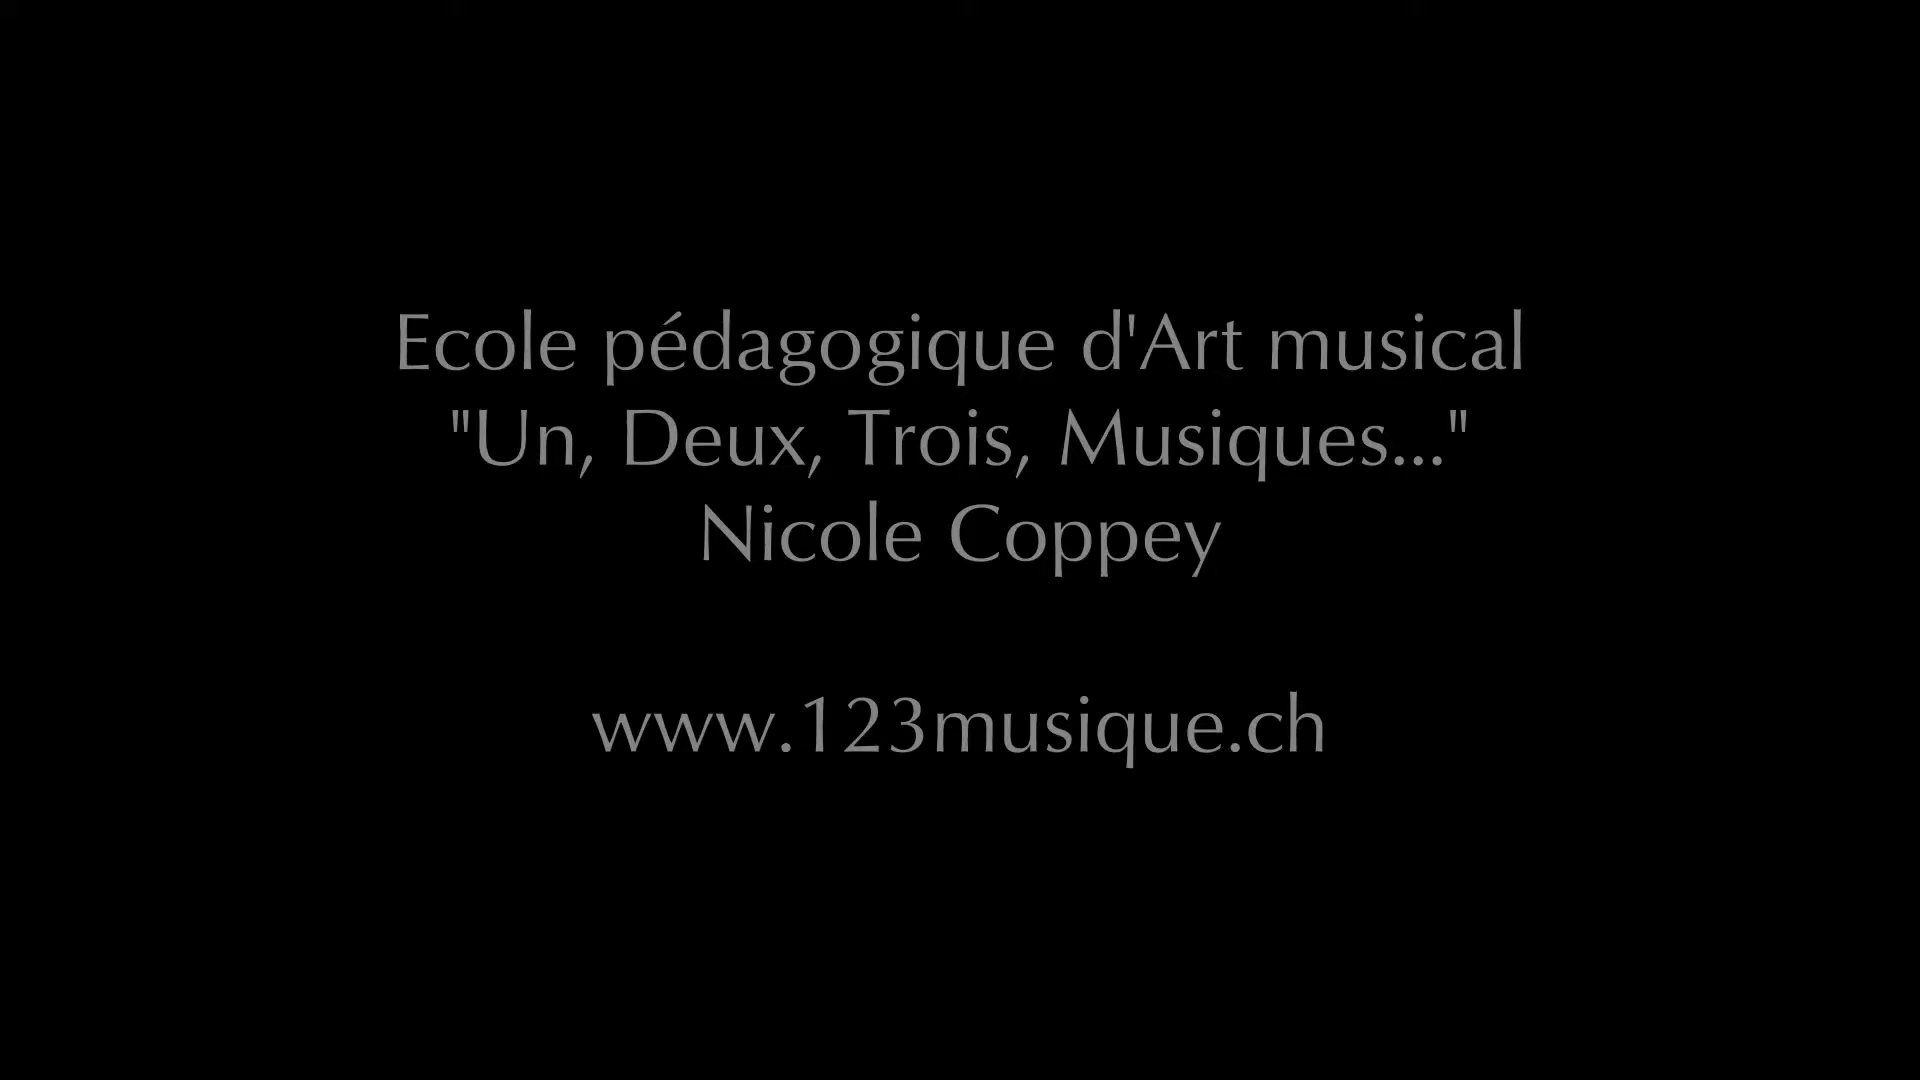 Ecole pédagogique d'Art musical
"Un, Deux, Trois, Musiques..."
Nicole Coppey
www.123musique.ch